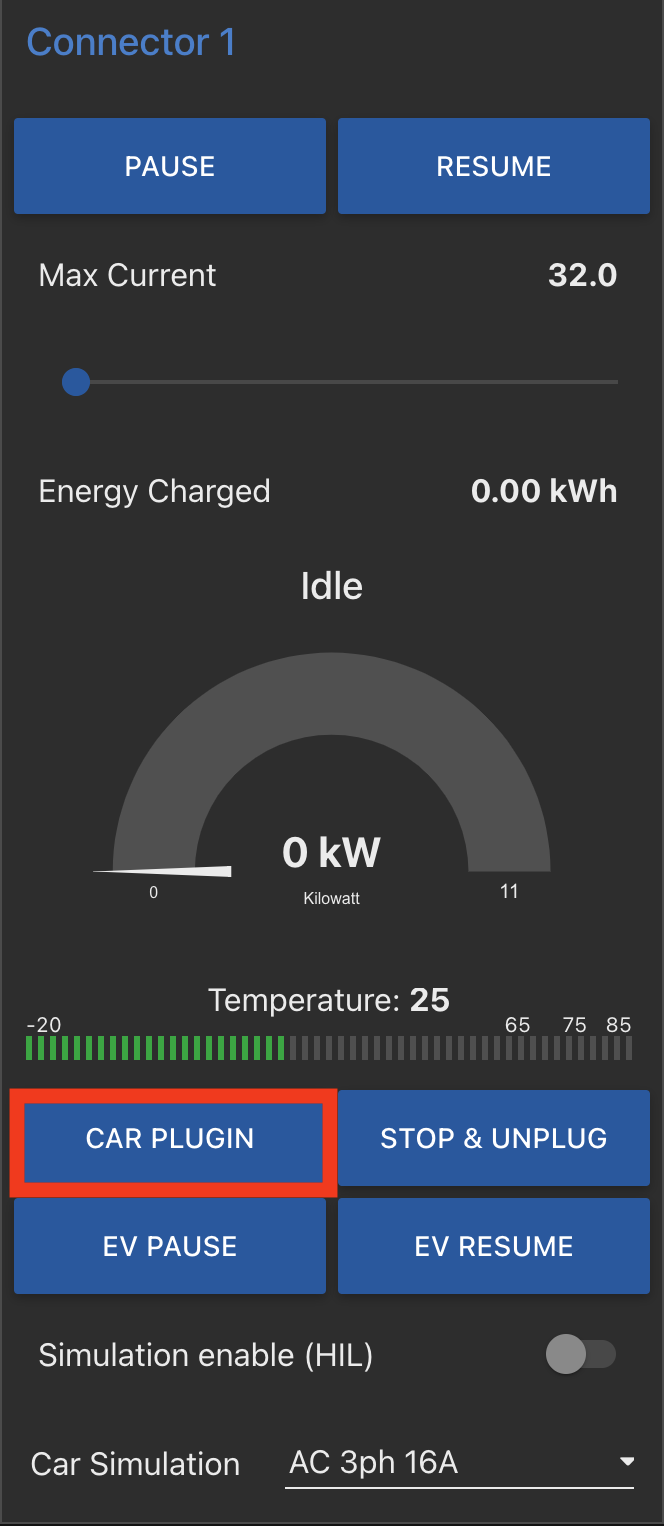 Connector 1
PAUSE RESUME
Max Current 32.0
Energy Charged 0.00 kWh
Idle
0 kW
0 Kilowatt 11
Temperature: 25
-20 65 75 85
CAR PLUGIN STOP & UNPLUG
EV PAUSE EV RESUME
Simulation enable (HIL)
Car Simulation AC 3ph 16A